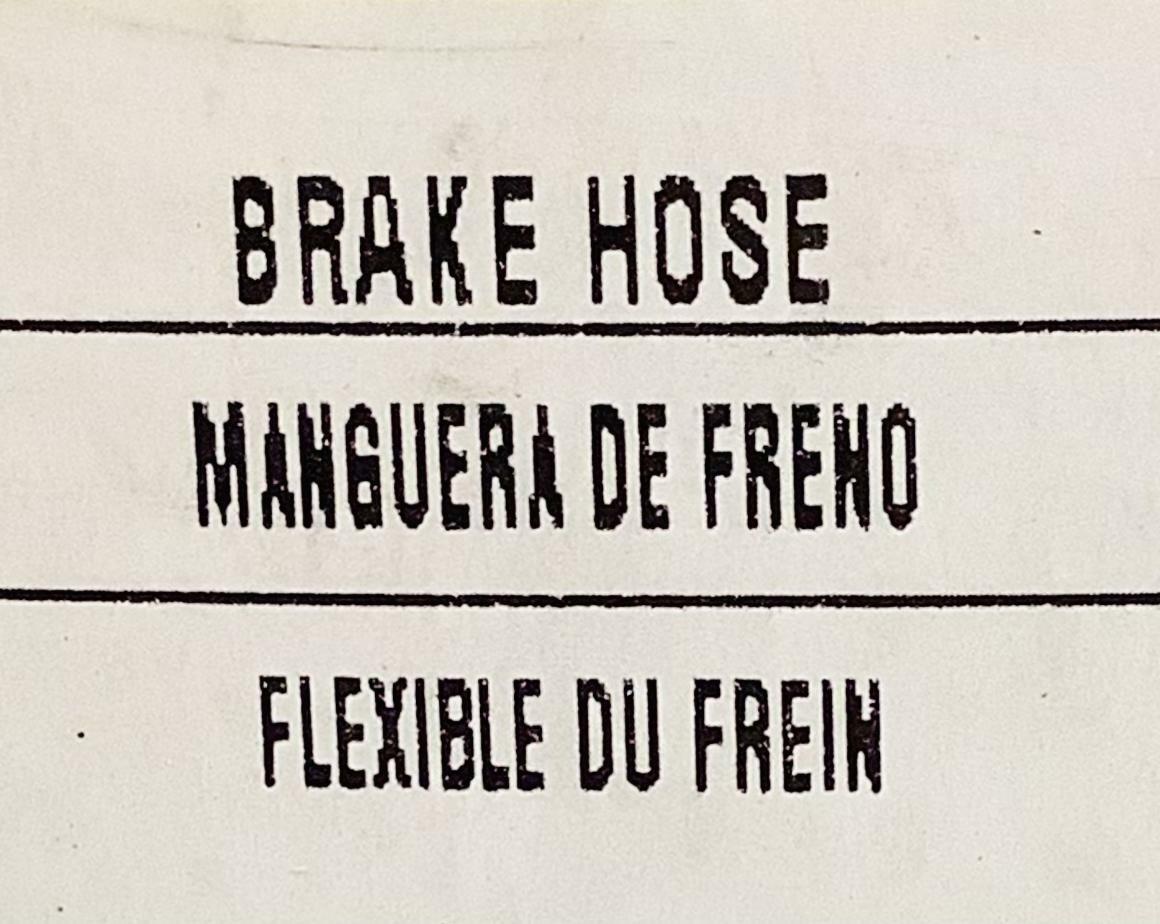 BRAKE HOSE
MANGUERA DE FRENO
FLEXIBLE DU FREIN